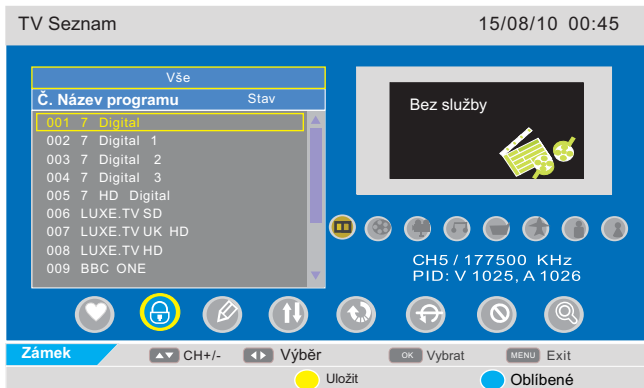 TV Seznam 15/08/10 00:45
Vše
Č. Název programu Stav
001 7 Digital
002 7 Digital 1
003 7 Digital 2
004 7 Digital 3
005 7 HD Digital
006 LUXE.TV SD
007 LUXE.TV UK HD
008 LUXE.TV HD
009 BBC ONE
Bez služby
CH5 / 177500 KHz
PID: V 1025, A 1026
Zámek CH+/- Výběr OK Vybrat MENU Exit
Uložit Oblíbené